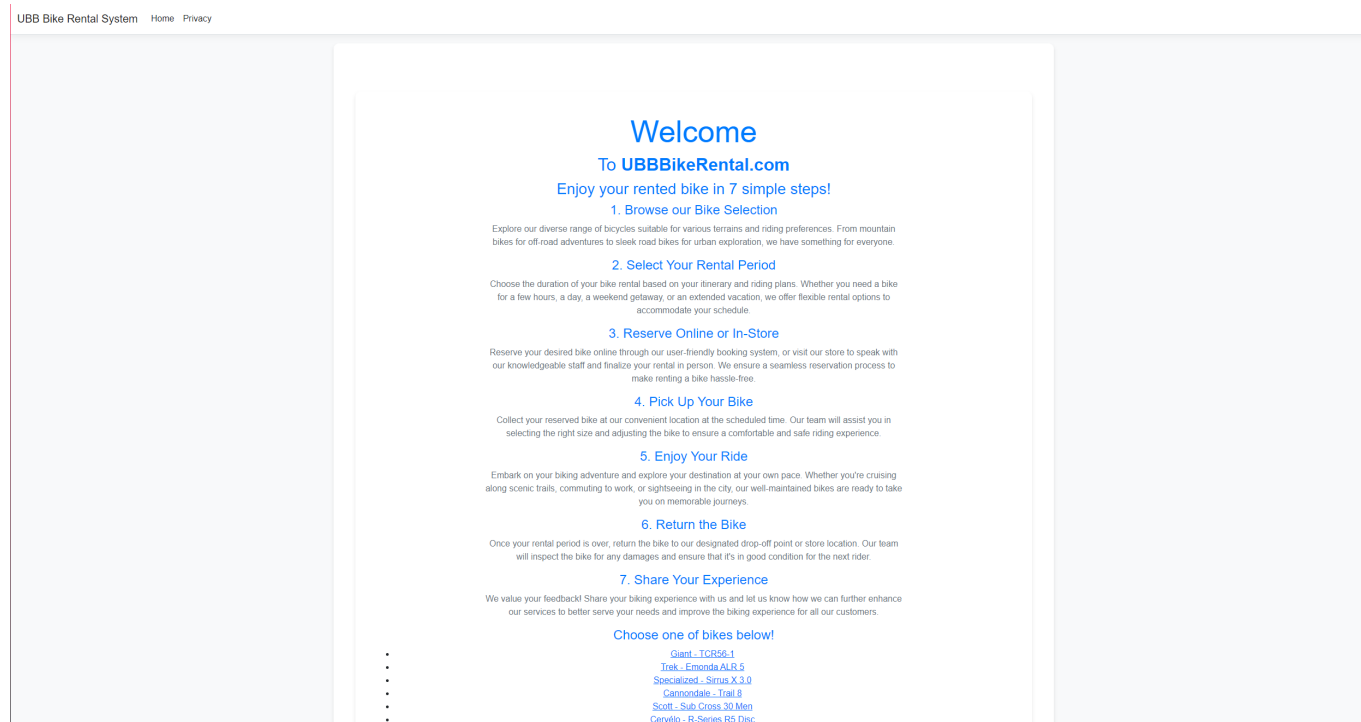 UBB Bike Rental System Home Privacy
Welcome
To UBBBikeRental.com
Enjoy your rented bike in 7 simple steps!
1. Browse our Bike Selection
Explore our diverse range of bicycles suitable for various terrains and riding preferences. From mountain
bikes for off-road adventures to sleek road bikes for urban exploration, we have something for everyone.
2. Select Your Rental Period
Choose the duration of your bike rental based on your itinerary and riding plans. Whether you need a bike
for a few hours, a day, a weekend getaway, or an extended vacation, we offer flexible rental options to
accommodate your schedule.
3. Reserve Online or In-Store
Reserve your desired bike online through our user-friendly booking system, or visit our store to speak with
our knowledgeable staff and finalize your rental in person. We ensure a seamless reservation process to
make renting a bike hassle-free.
4. Pick Up Your Bike
Collect your reserved bike at our convenient location at the scheduled time. Our team will assist you in
selecting the right size and adjusting the bike to ensure a comfortable and safe riding experience.
5. Enjoy Your Ride
Embark on your biking adventure and explore your destination at your own pace. Whether you're cruising
along scenic trails, commuting to work, or sightseeing in the city, our well-maintained bikes are ready to take
you on memorable journeys.
6. Return the Bike
Once your rental period is over, return the bike to our designated drop-off point or store location. Our team
will inspect the bike for any damages and ensure that it's in good condition for the next rider.
7. Share Your Experience
We value your feedback! Share your biking experience with us and let us know how we can further enhance
our services to better serve your needs and improve the biking experience for all our customers.
Choose one of bikes below!
Giant - TCR56-1
Trek - Emonda ALR 5
Specialized - Sirrus X 3.0
Cannondale - Trail 8
Scott - Sub Cross 30 Men
Cervélo - R-Series R5 Disc